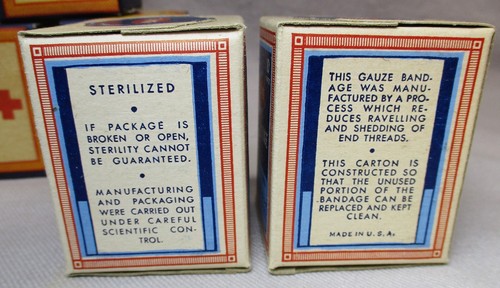 STERILIZED
•
IF PACKAGE IS
BROKEN OR OPEN,
STERILITY CANNOT
BE GUARANTEED.
•
MANUFACTURING
AND PACKAGING
WERE CARRIED OUT
UNDER CAREFUL
SCIENTIFIC CON-
TROL.
THIS GAUZE BAND-
AGE WAS MANU-
FACTURED BY A PRO-
CESS WHICH RE-
DUCES RAVELLING
AND SHEDDING OF
END THREADS.
•
THIS CARTON IS
CONSTRUCTED SO
THAT THE UNUSED
PORTION OF THE
BANDAGE CAN BE
REPLACED AND KEPT
CLEAN.
MADE IN U.S.A.